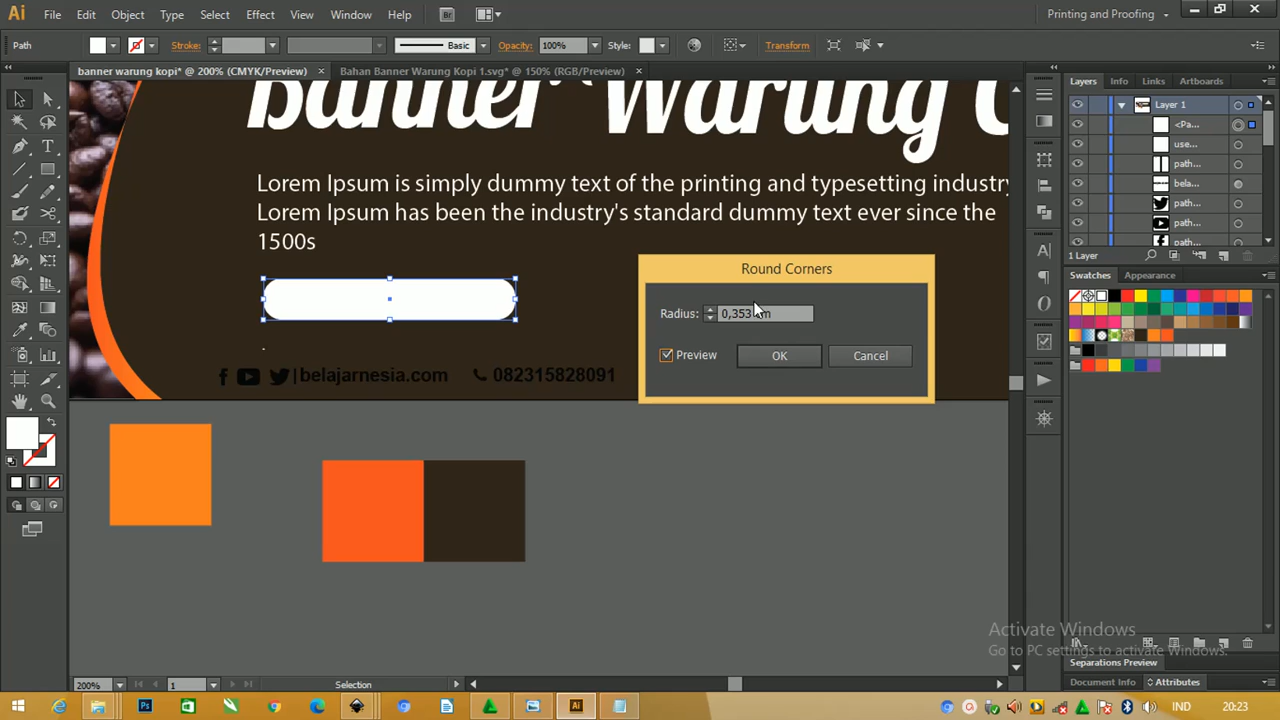 Ai File Edit Object Type Select Effect View Window Help Br Printing and Proofing
Path Stroke: Basic Opacity: 100% Style: Transform
banner warung kopi* @ 200% (CMYK/Preview) × Bahan Banner Warung Kopi 1.svg* @ 150% (RGB/Preview) ×
Layers Info Links Artboards
Layer 1
<Pa...
use...
path...
bela...
path...
path...
path...
1 Layer
Banner Warung
Lorem Ipsum is simply dummy text of the printing and typesetting industry
Lorem Ipsum has been the industry's standard dummy text ever since the
1500s
|belajarnesia.com 082315828091
Round Corners
Radius: 0,353 m
Preview OK Cancel
Swatches Appearance
Activate Windows
Go to PC settings to activate Windows.
Separations Preview
Document Info Attributes
200% 1 Selection
IND 20:23